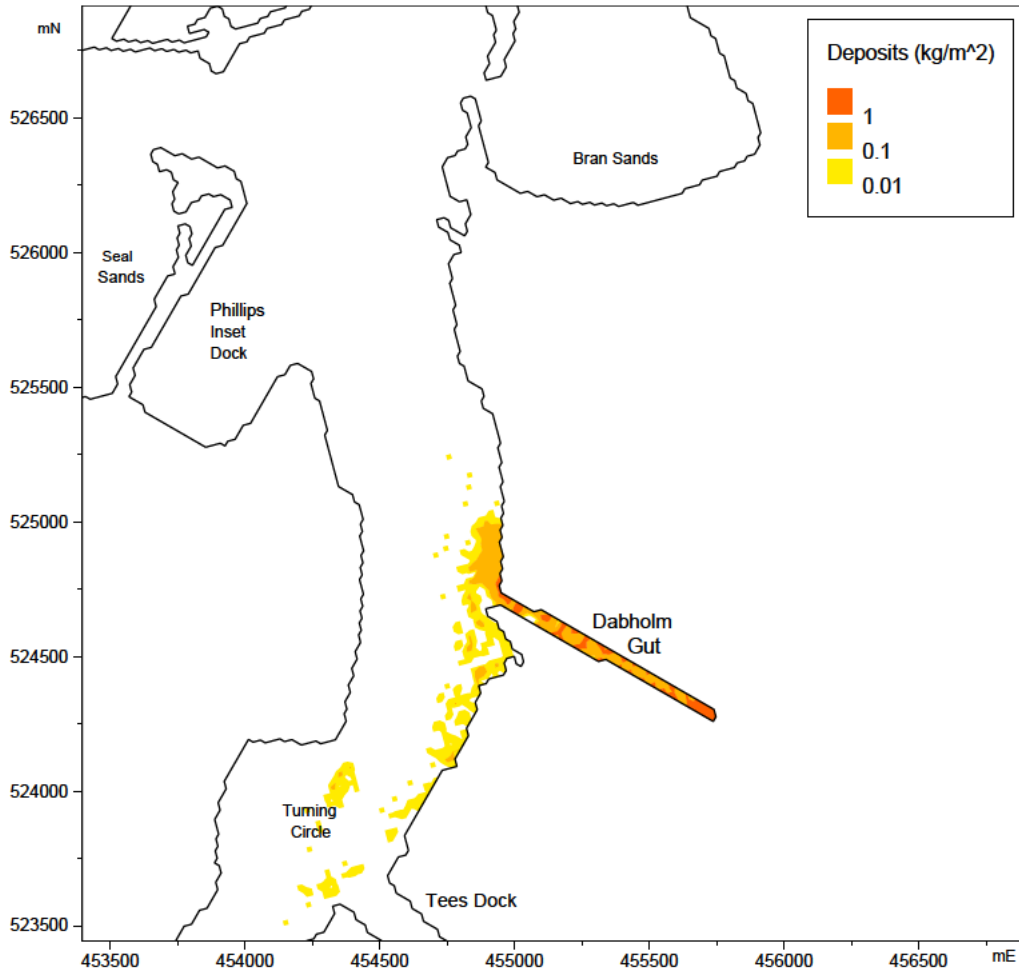 mN
Deposits (kg/m^2)
1
0.1
0.01
526500
526000
525500
525000
524500
524000
523500
Bran Sands
Seal
Sands
Phillips
Inset
Dock
Dabholm
Gut
Turning
Circle
Tees Dock
453500
454000
454500
455000
455500
456000
456500
mE